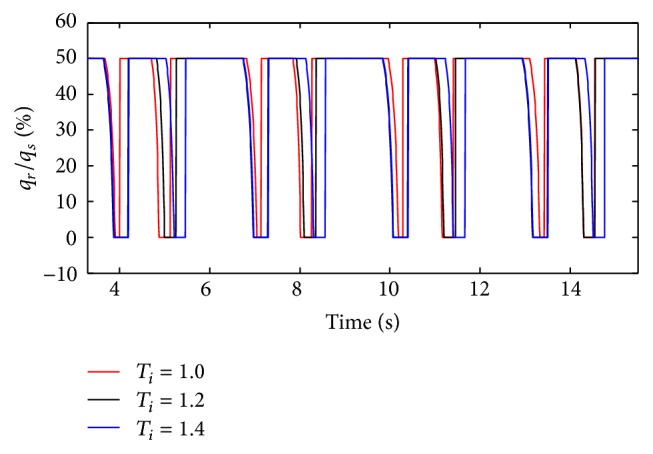 60
50
40
30
20
10
0
−10
q_r/q_s (%)
4 6 8 10 12 14
Time (s)
T_i = 1.0
T_i = 1.2
T_i = 1.4